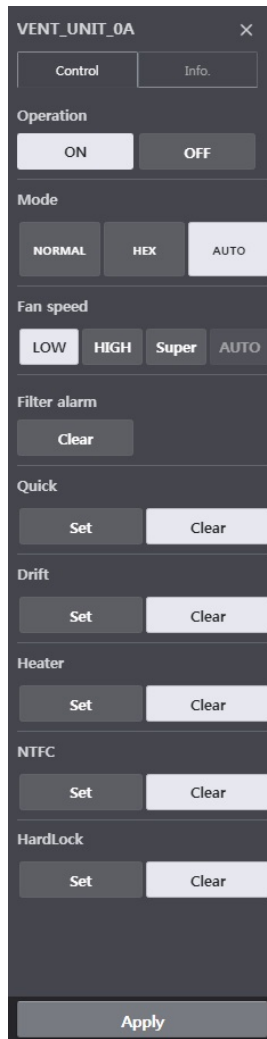 VENT_UNIT_0A ×
Control Info.
Operation
ON OFF
Mode
NORMAL HEX AUTO
Fan speed
LOW HIGH Super AUTO
Filter alarm
Clear
Quick
Set Clear
Drift
Set Clear
Heater
Set Clear
NTFC
Set Clear
HardLock
Set Clear
Apply